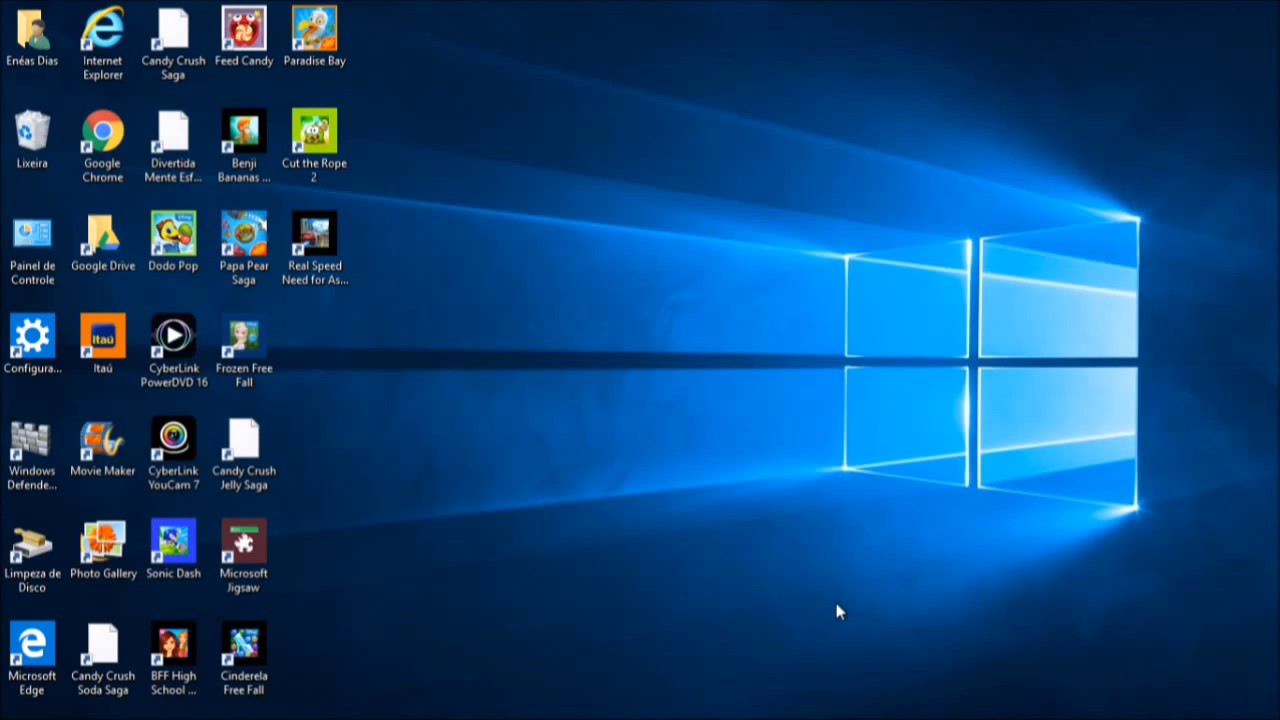 Enéas Dias
Internet
Explorer
Candy Crush
Saga
Feed Candy
Paradise Bay
Lixeira
Google
Chrome
Divertida
Mente Esf...
Benji
Bananas ...
Cut the Rope
2
Painel de
Controle
Google Drive
Dodo Pop
Papa Pear
Saga
Real Speed
Need for As...
Configura...
Itaú
Itaú
CyberLink
PowerDVD 16
Frozen Free
Fall
Windows
Defende...
Movie Maker
CyberLink
YouCam 7
Candy Crush
Jelly Saga
Limpeza de
Disco
Photo Gallery
Sonic Dash
Microsoft
Jigsaw
Microsoft
Edge
Candy Crush
Soda Saga
BFF High
School ...
Cinderela
Free Fall